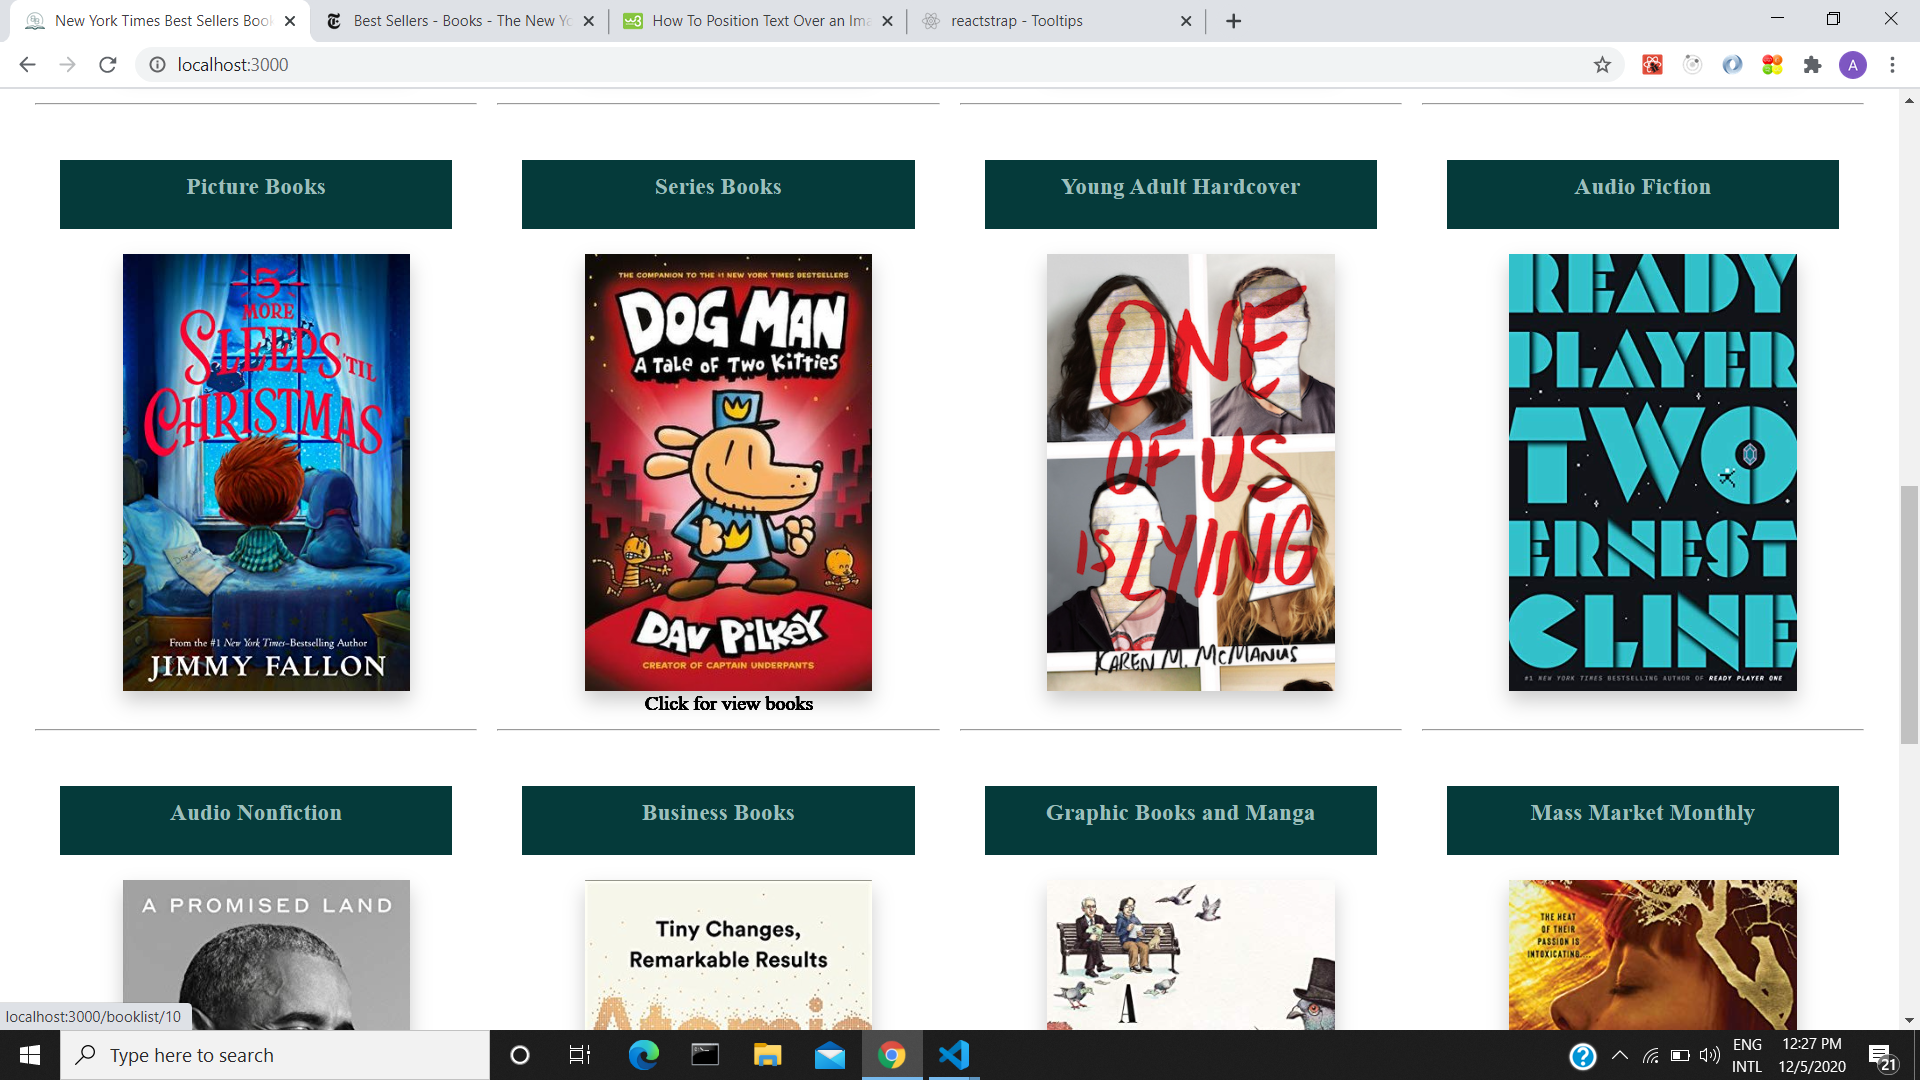 New York Times Best Sellers Boo
Best Sellers - Books - The New Yo
How To Position Text Over an Ima
reactstrap - Tooltips
localhost:3000
A
Picture Books
Series Books
Young Adult Hardcover
Audio Fiction
5
MORE
SLEEPS 'TIL
CHRISTMAS
From the #1 New York Times-Bestselling Author
JIMMY FALLON
THE COMPANION TO THE #1 NEW YORK TIMES BESTSELLERS
DOG MAN
A TALE OF TWO KITTIES
DAV PILKEY
CREATOR OF CAPTAIN UNDERPANTS
Click for view books
ONE
OF US
IS LYING
KAREN M. McMANUS
READY
PLAYER
TWO
ERNEST
CLINE
#1 NEW YORK TIMES BESTSELLING AUTHOR OF READY PLAYER ONE
Audio Nonfiction
Business Books
Graphic Books and Manga
Mass Market Monthly
A PROMISED LAND
Tiny Changes,
Remarkable Results
Atomic
A
THE HEAT
OF THEIR
PASSION IS
INTOXICATING....
localhost:3000/booklist/10
Type here to search
ENG
INTL
12:27 PM
12/5/2020
21